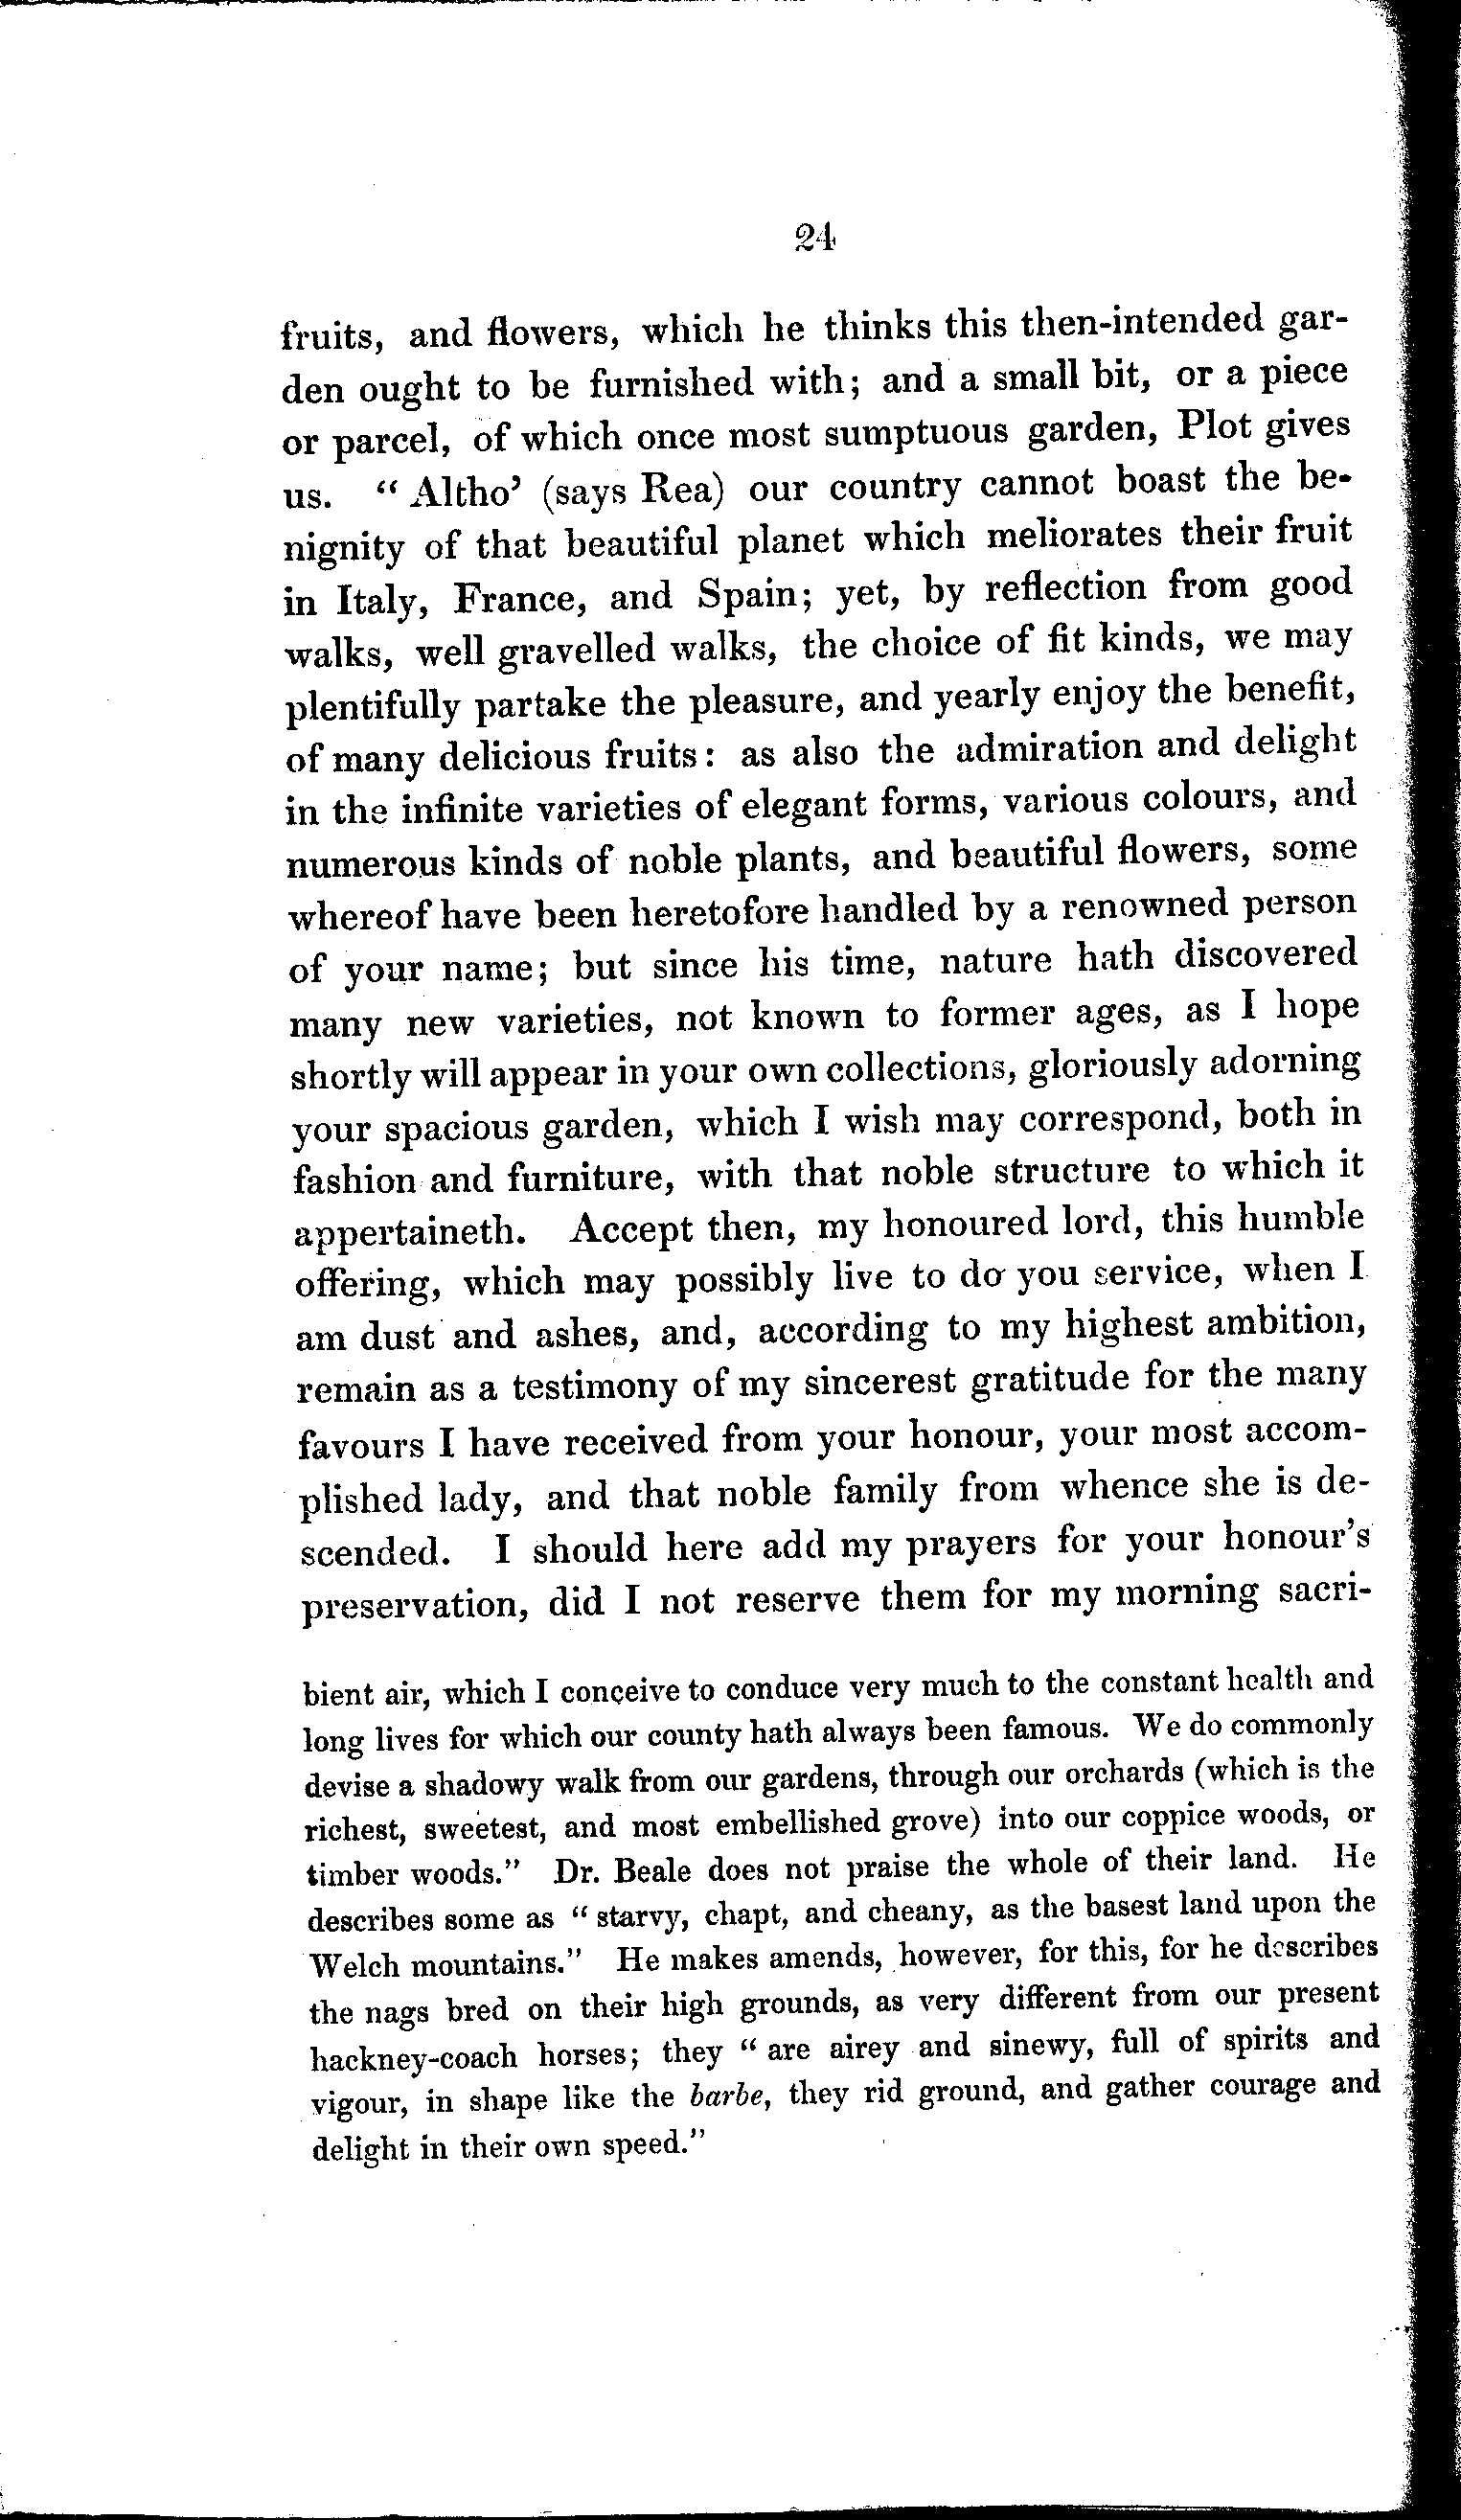 24
fruits, and flowers, which he thinks this then-intended gar-
den ought to be furnished with; and a small bit, or a piece
or parcel, of which once most sumptuous garden, Plot gives
us. “ Altho’ (says Rea) our country cannot boast the be-
nignity of that beautiful planet which meliorates their fruit
in Italy, France, and Spain; yet, by reflection from good
walks, well gravelled walks, the choice of fit kinds, we may
plentifully partake the pleasure, and yearly enjoy the benefit,
of many delicious fruits: as also the admiration and delight
in the infinite varieties of elegant forms, various colours, and
numerous kinds of noble plants, and beautiful flowers, some
whereof have been heretofore handled by a renowned person
of your name; but since his time, nature hath discovered
many new varieties, not known to former ages, as I hope
shortly will appear in your own collections, gloriously adorning
your spacious garden, which I wish may correspond, both in
fashion and furniture, with that noble structure to which it
appertaineth. Accept then, my honoured lord, this humble
offering, which may possibly live to do you service, when I
am dust and ashes, and, according to my highest ambition,
remain as a testimony of my sincerest gratitude for the many
favours I have received from your honour, your most accom-
plished lady, and that noble family from whence she is de-
scended. I should here add my prayers for your honour’s
preservation, did I not reserve them for my morning sacri-
bient air, which I conceive to conduce very much to the constant health and
long lives for which our county hath always been famous. We do commonly
devise a shadowy walk from our gardens, through our orchards (which is the
richest, sweetest, and most embellished grove) into our coppice woods, or
timber woods.” Dr. Beale does not praise the whole of their land. He
describes some as “ starvy, chapt, and cheany, as the basest land upon the
Welch mountains.” He makes amends, however, for this, for he describes
the nags bred on their high grounds, as very different from our present
hackney-coach horses; they “ are airey and sinewy, full of spirits and
vigour, in shape like the barbe, they rid ground, and gather courage and
delight in their own speed.”